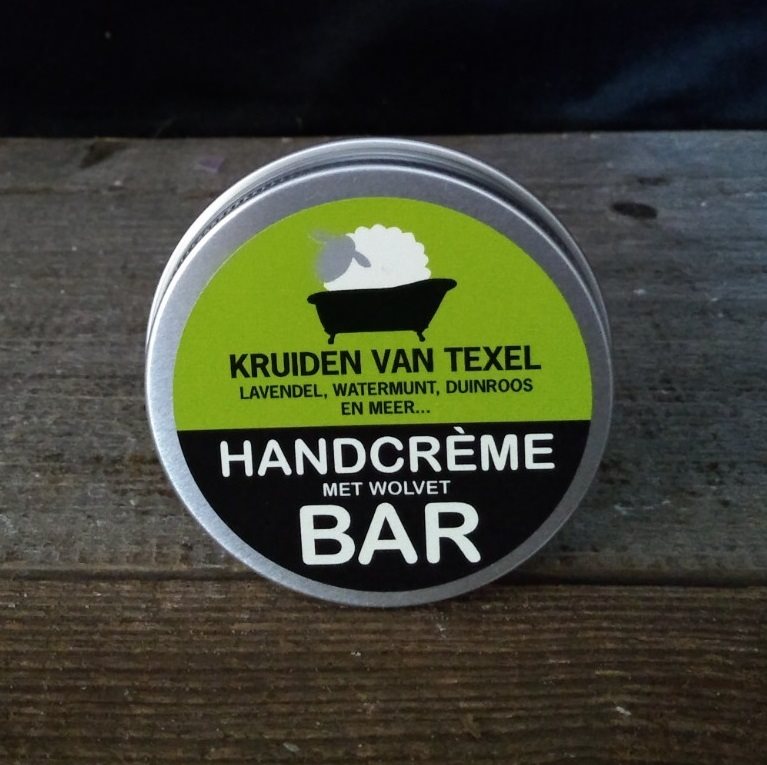 KRUIDEN VAN TEXEL
LAVENDEL, WATERMUNT, DUINROOS
EN MEER...
HANDCRÈME
MET WOLVET
BAR